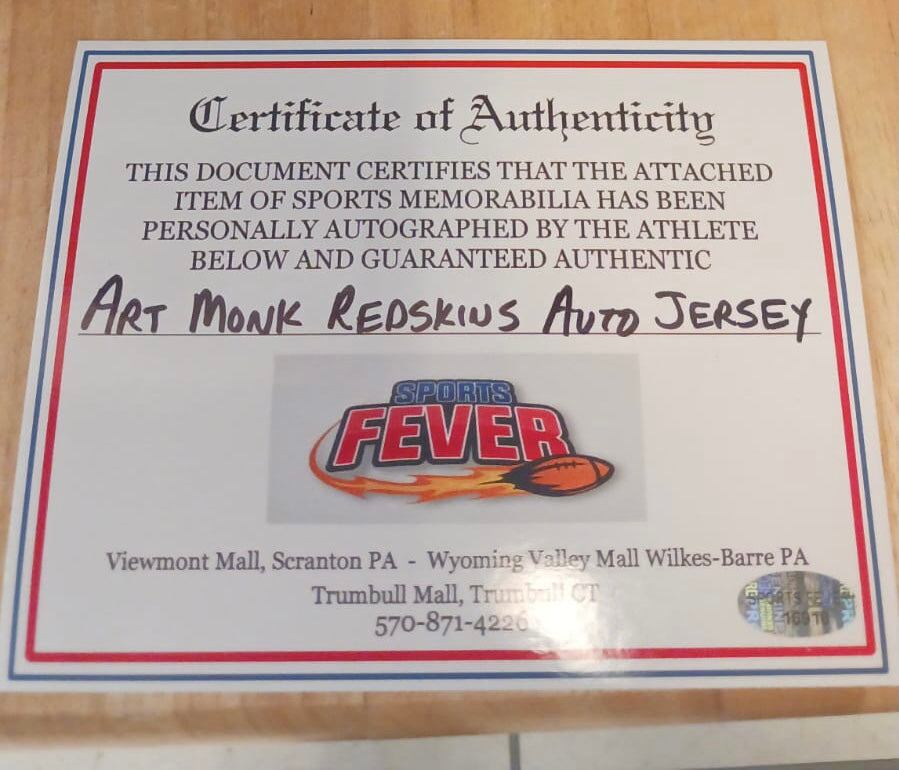 Certificate of Authenticity
THIS DOCUMENT CERTIFIES THAT THE ATTACHED
ITEM OF SPORTS MEMORABILIA HAS BEEN
PERSONALLY AUTOGRAPHED BY THE ATHLETE
BELOW AND GUARANTEED AUTHENTIC
ART MONK REDSKINS AUTO JERSEY
SPORTS
FEVER
Viewmont Mall, Scranton PA - Wyoming Valley Mall Wilkes-Barre PA
Trumbull Mall, Trumbull CT
570-871-4226
SPORTS